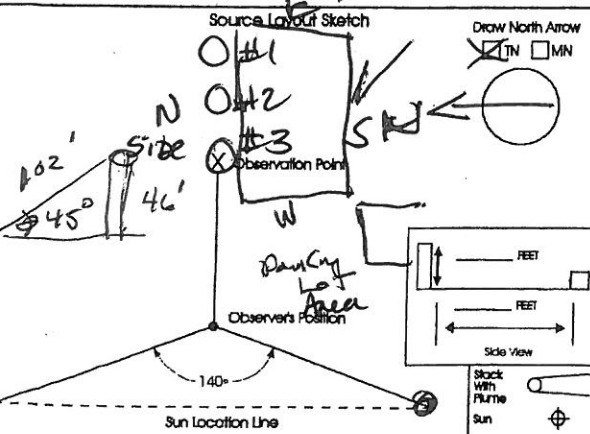 Source Layout Sketch
Draw North Arrow
TN MN
#1
#2
#3
N
Side
S
W
102'
45°
46'
Observation Point
X
Parking
Lot
Area
Observer's Position
140°
Sun Location Line
FEET
FEET
Side View
Stack
With
Plume
Sun